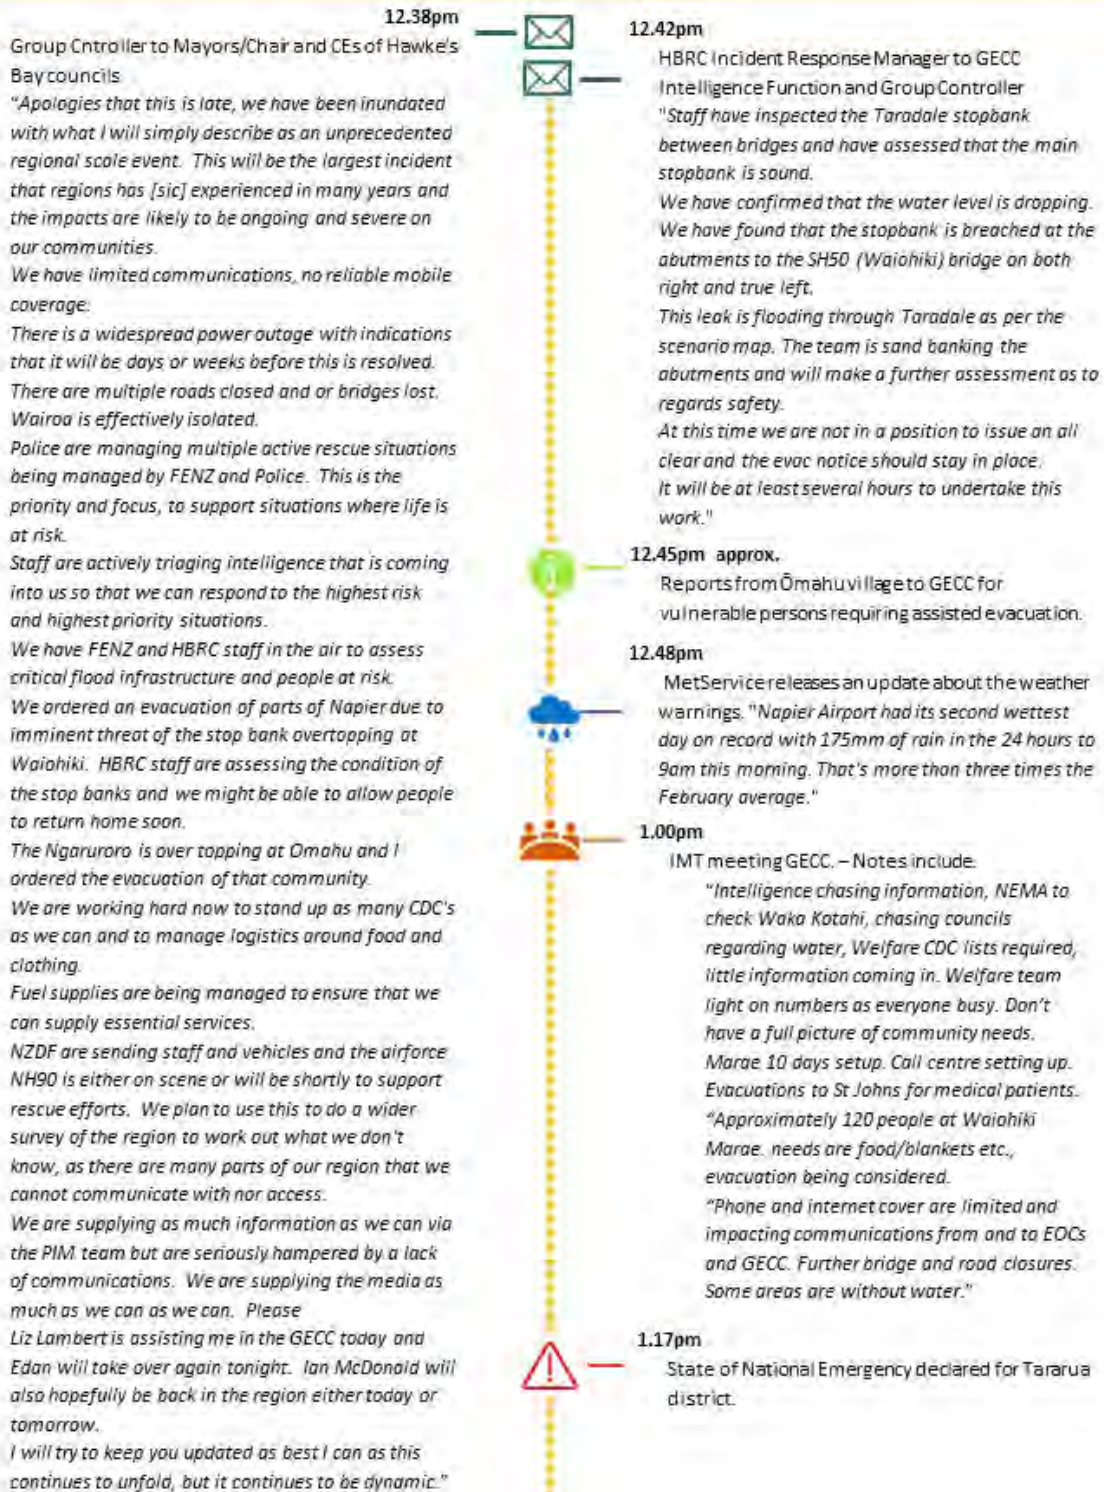 12.38pm
Group Cntroller to Mayors/Chair and CEs of Hawke's
Bay councils
"Apologies that this is late, we have been inundated
with what I will simply describe as an unprecedented
regional scale event. This will be the largest incident
that regions has [sic] experienced in many years and
the impacts are likely to be ongoing and severe on
our communities.
We have limited communications, no reliable mobile
coverage.
There is a widespread power outage with indications
that it will be days or weeks before this is resolved.
There are multiple roads closed and or bridges lost.
Wairoa is effectively isolated.
Police are managing multiple active rescue situations
being managed by FENZ and Police. This is the
priority and focus, to support situations where life is
at risk.
Staff are actively triaging intelligence that is coming
into us so that we can respond to the highest risk
and highest priority situations.
We have FENZ and HBRC staff in the air to assess
critical flood infrastructure and people at risk.
We ordered an evacuation of parts of Napier due to
imminent threat of the stop bank overtopping at
Waiohiki. HBRC staff are assessing the condition of
the stop banks and we might be able to allow people
to return home soon.
The Ngaruroro is over topping at Omahu and I
ordered the evacuation of that community.
We are working hard now to stand up as many CDC's
as we can and to manage logistics around food and
clothing.
Fuel supplies are being managed to ensure that we
can supply essential services.
NZDF are sending staff and vehicles and the airforce
NH90 is either on scene or will be shortly to support
rescue efforts. We plan to use this to do a wider
survey of the region to work out what we don't
know, as there are many parts of our region that we
cannot communicate with nor access.
We are supplying as much information as we can via
the PIM team but are seriously hampered by a lack
of communications. We are supplying the media as
much as we can as we can. Please
Liz Lambert is assisting me in the GECC today and
Edan will take over again tonight. Ian McDonald will
also hopefully be back in the region either today or
tomorrow.
I will try to keep you updated as best I can as this
continues to unfold, but it continues to be dynamic."
12.42pm
HBRC Incident Response Manager to GECC
Intelligence Function and Group Controller
"Staff have inspected the Taradale stopbank
between bridges and have assessed that the main
stopbank is sound.
We have confirmed that the water level is dropping.
We have found that the stopbank is breached at the
abutments to the SH50 (Waiohiki) bridge on both
right and true left.
This leak is flooding through Taradale as per the
scenario map. The team is sand banking the
abutments and will make a further assessment as to
regards safety.
At this time we are not in a position to issue an all
clear and the evac notice should stay in place.
It will be at least several hours to undertake this
work."
12.45pm approx.
Reports from Ōmahu village to GECC for
vulnerable persons requiring assisted evacuation.
12.48pm
MetService releases an update about the weather
warnings. "Napier Airport had its second wettest
day on record with 175mm of rain in the 24 hours to
9am this morning. That's more than three times the
February average."
1.00pm
IMT meeting GECC. – Notes include:
"Intelligence chasing information, NEMA to
check Waka Kotahi, chasing councils
regarding water, Welfare CDC lists required,
little information coming in. Welfare team
light on numbers as everyone busy. Don't
have a full picture of community needs.
Marae 10 days setup. Call centre setting up.
Evacuations to St Johns for medical patients.
"Approximately 120 people at Waiohiki
Marae. needs are food/blankets etc.,
evacuation being considered.
"Phone and internet cover are limited and
impacting communications from and to EOCs
and GECC. Further bridge and road closures.
Some areas are without water."
1.17pm
State of National Emergency declared for Tararua
district.